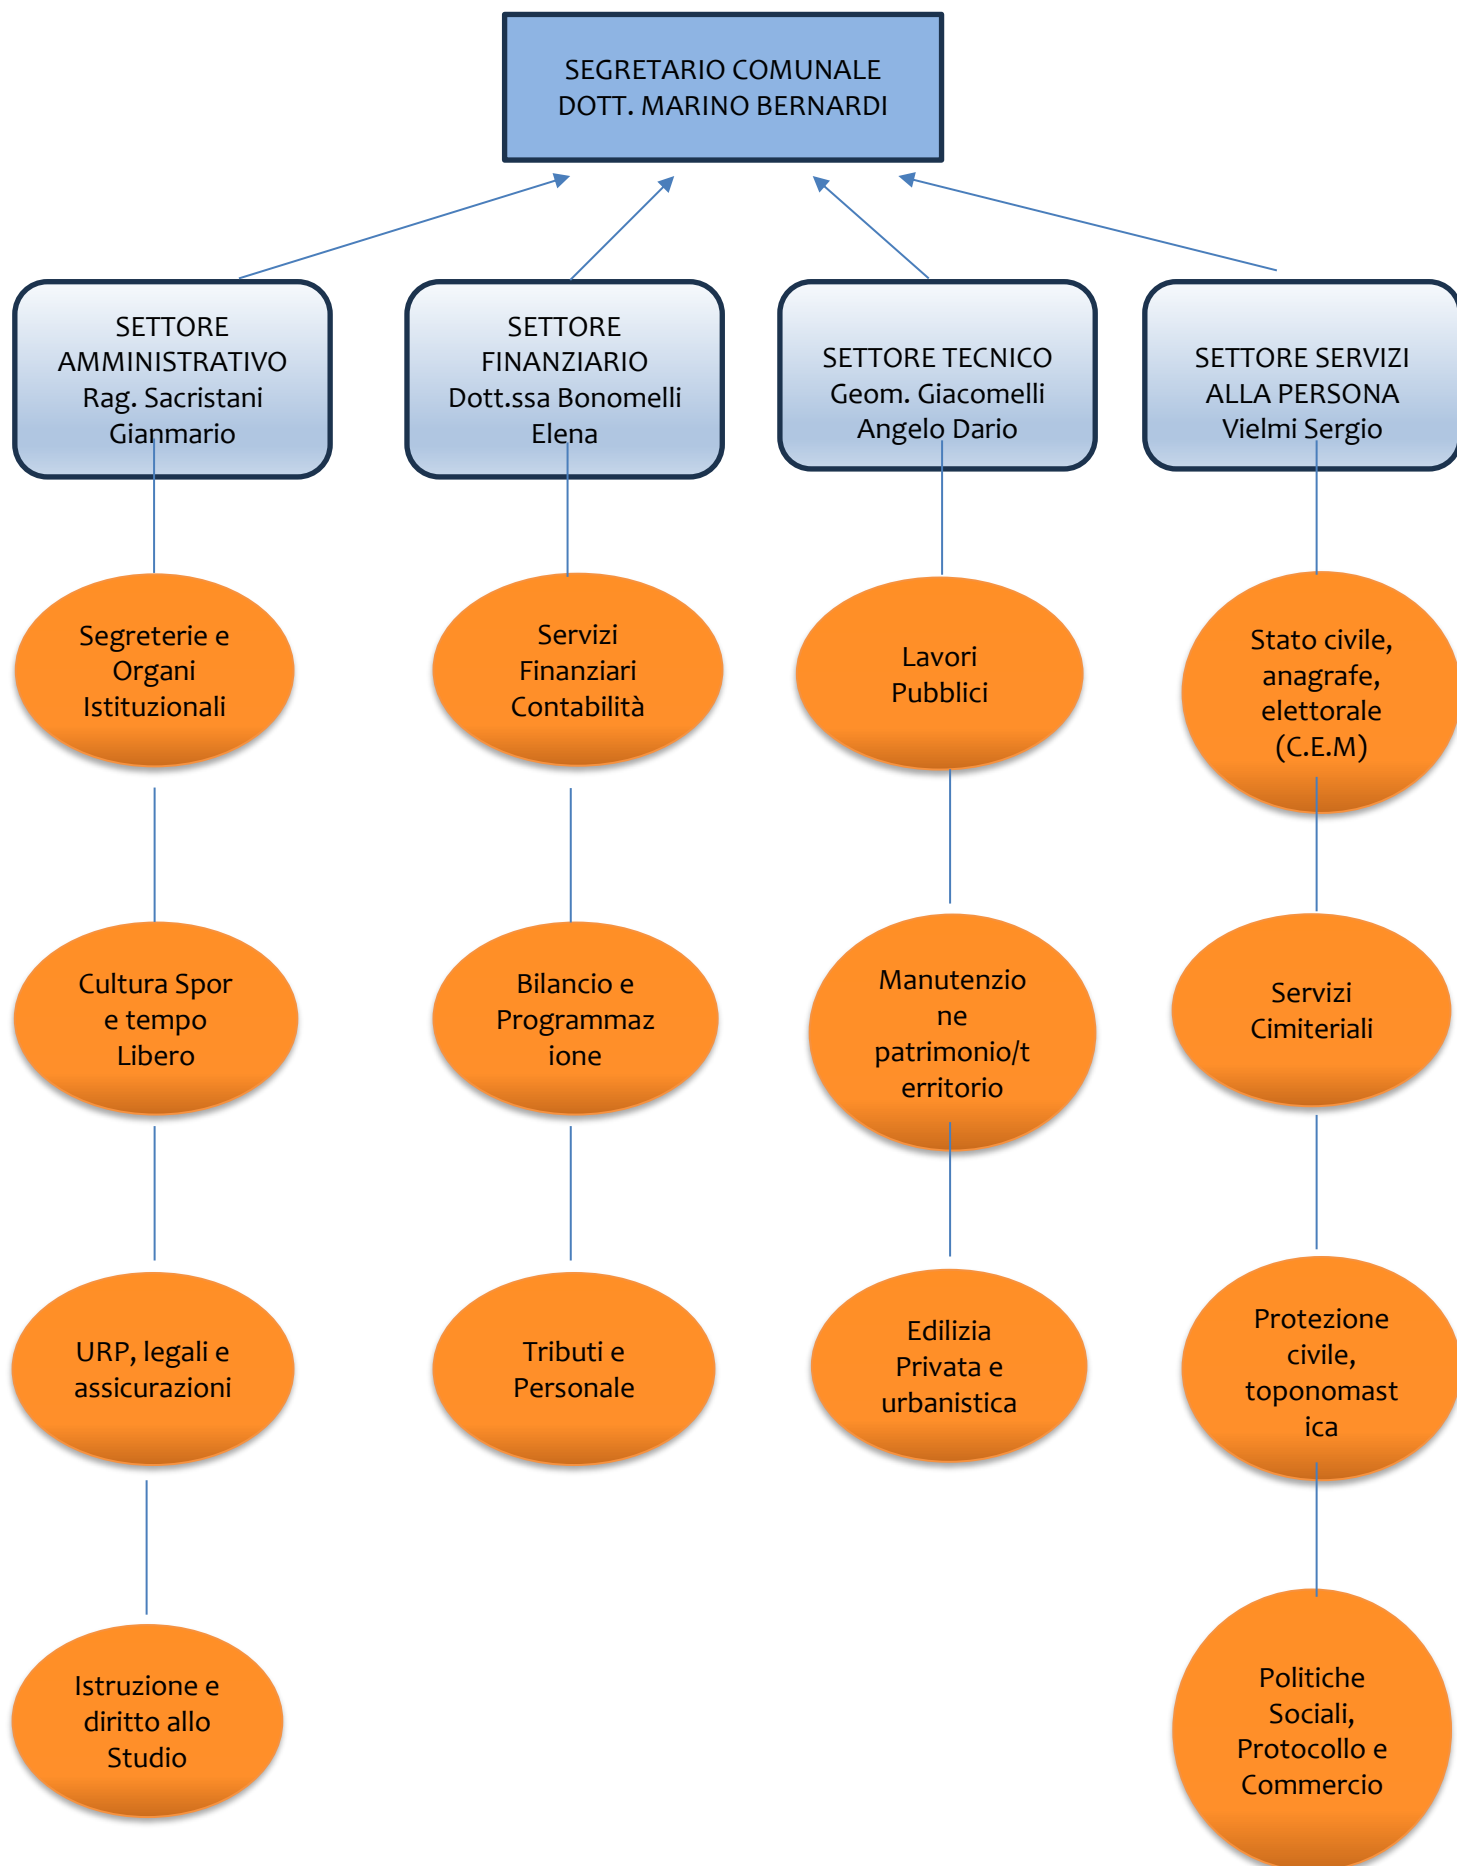 SEGRETARIO COMUNALE
DOTT. MARINO BERNARDI
SETTORE
AMMINISTRATIVO
Rag. Sacristani
Gianmario
SETTORE
FINANZIARIO
Dott.ssa Bonomelli
Elena
SETTORE TECNICO
Geom. Giacomelli
Angelo Dario
SETTORE SERVIZI
ALLA PERSONA
Vielmi Sergio
Segreterie e
Organi
Istituzionali
Servizi
Finanziari
Contabilità
Lavori
Pubblici
Stato civile,
anagrafe,
elettorale
(C.E.M)
Cultura Spor
e tempo
Libero
Bilancio e
Programmaz
ione
Manutenzio
ne
patrimonio/t
erritorio
Servizi
Cimiteriali
URP, legali e
assicurazioni
Tributi e
Personale
Edilizia
Privata e
urbanistica
Protezione
civile,
toponomast
ica
Istruzione e
diritto allo
Studio
Politiche
Sociali,
Protocollo e
Commercio